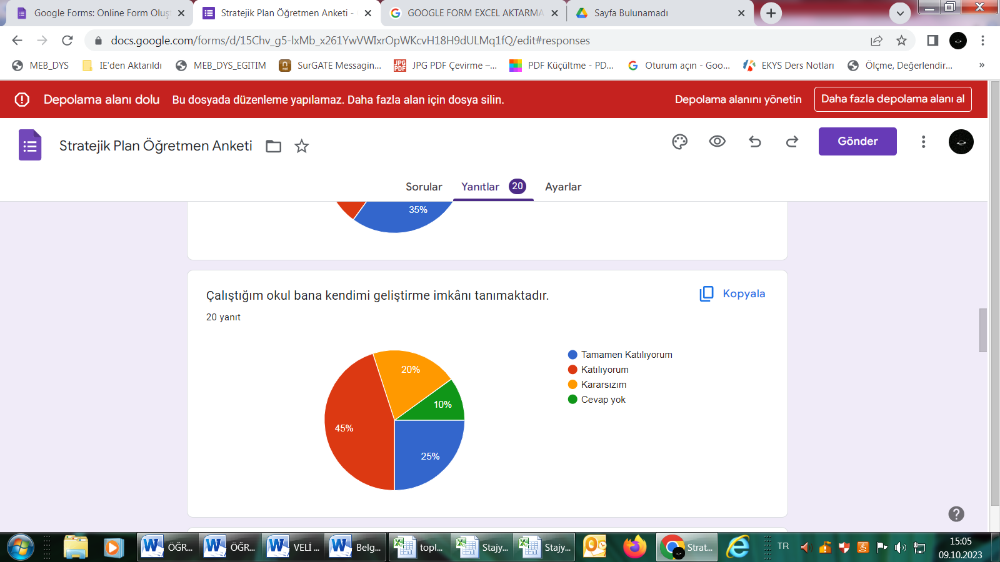 Google Forms: Online Form Oluşt
Stratejik Plan Öğretmen Anketi -
GOOGLE FORM EXCEL AKTARMA
Sayfa Bulunamadı
docs.google.com/forms/d/15Chv_g5-lxMb_x261YwVWIxrOpWKcvH18H9dULMq1fQ/edit#responses
MEB_DYS
IE'den Aktarıldı
MEB_DYS_EGITIM
SurGATE Messagin...
JPG PDF Çevirme –...
PDF Küçültme - PD...
Oturum açın - Goo...
EKYS Ders Notları
Ölçme, Değerlendir...
»
Depolama alanı dolu
Bu dosyada düzenleme yapılamaz. Daha fazla alan için dosya silin.
Depolama alanını yönetin
Daha fazla depolama alanı al
Stratejik Plan Öğretmen Anketi
Gönder
Sorular
Yanıtlar 20
Ayarlar
35%
Çalıştığım okul bana kendimi geliştirme imkânı tanımaktadır.
Kopyala
20 yanıt
Tamamen Katılıyorum
Katılıyorum
Kararsızım
Cevap yok
20%
10%
45%
25%
ÖĞR...
ÖĞR...
VELİ ...
Belg...
topl...
Stajy...
Stajy...
Strat...
TR
15:05
09.10.2023